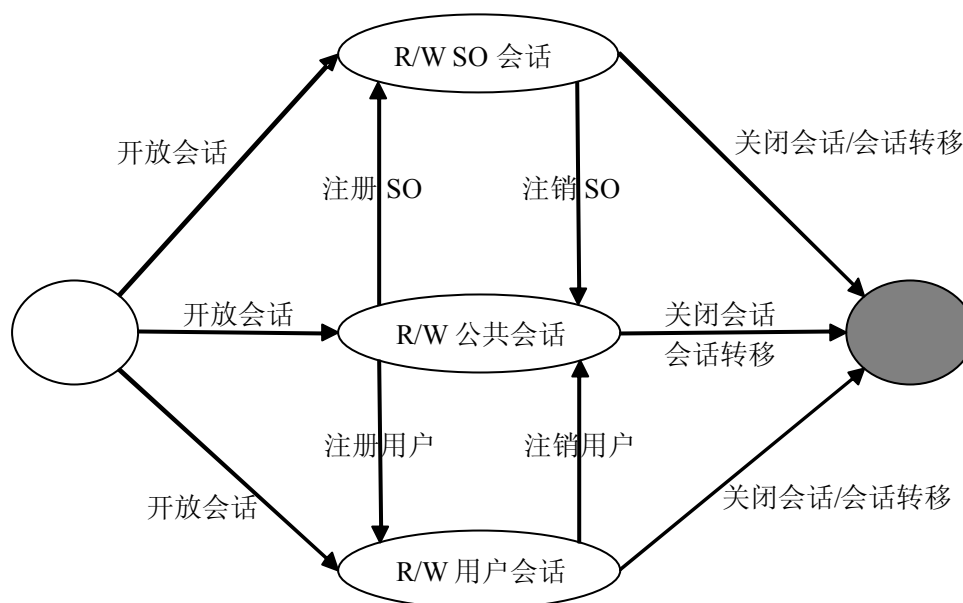 R/W SO 会话
开放会话
关闭会话/会话转移
注册 SO
注销 SO
开放会话
R/W 公共会话
关闭会话
会话转移
注册用户
注销用户
开放会话
关闭会话/会话转移
R/W 用户会话